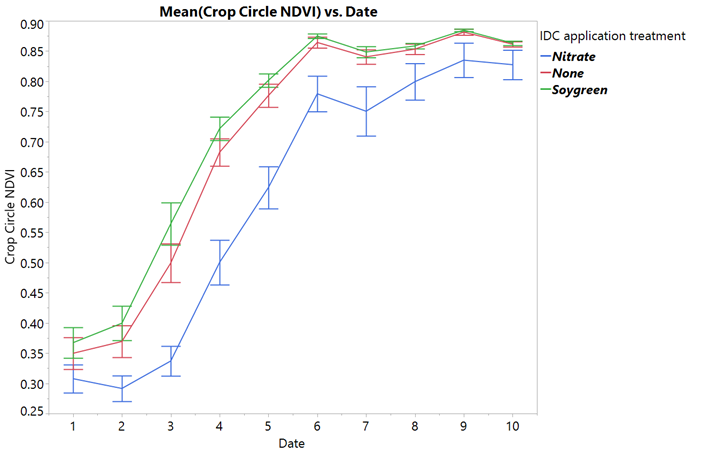 Mean(Crop Circle NDVI) vs. Date
IDC application treatment
Nitrate
None
Soygreen
Crop Circle NDVI
0.90
0.85
0.80
0.75
0.70
0.65
0.60
0.55
0.50
0.45
0.40
0.35
0.30
0.25
1 2 3 4 5 6 7 8 9 10
Date